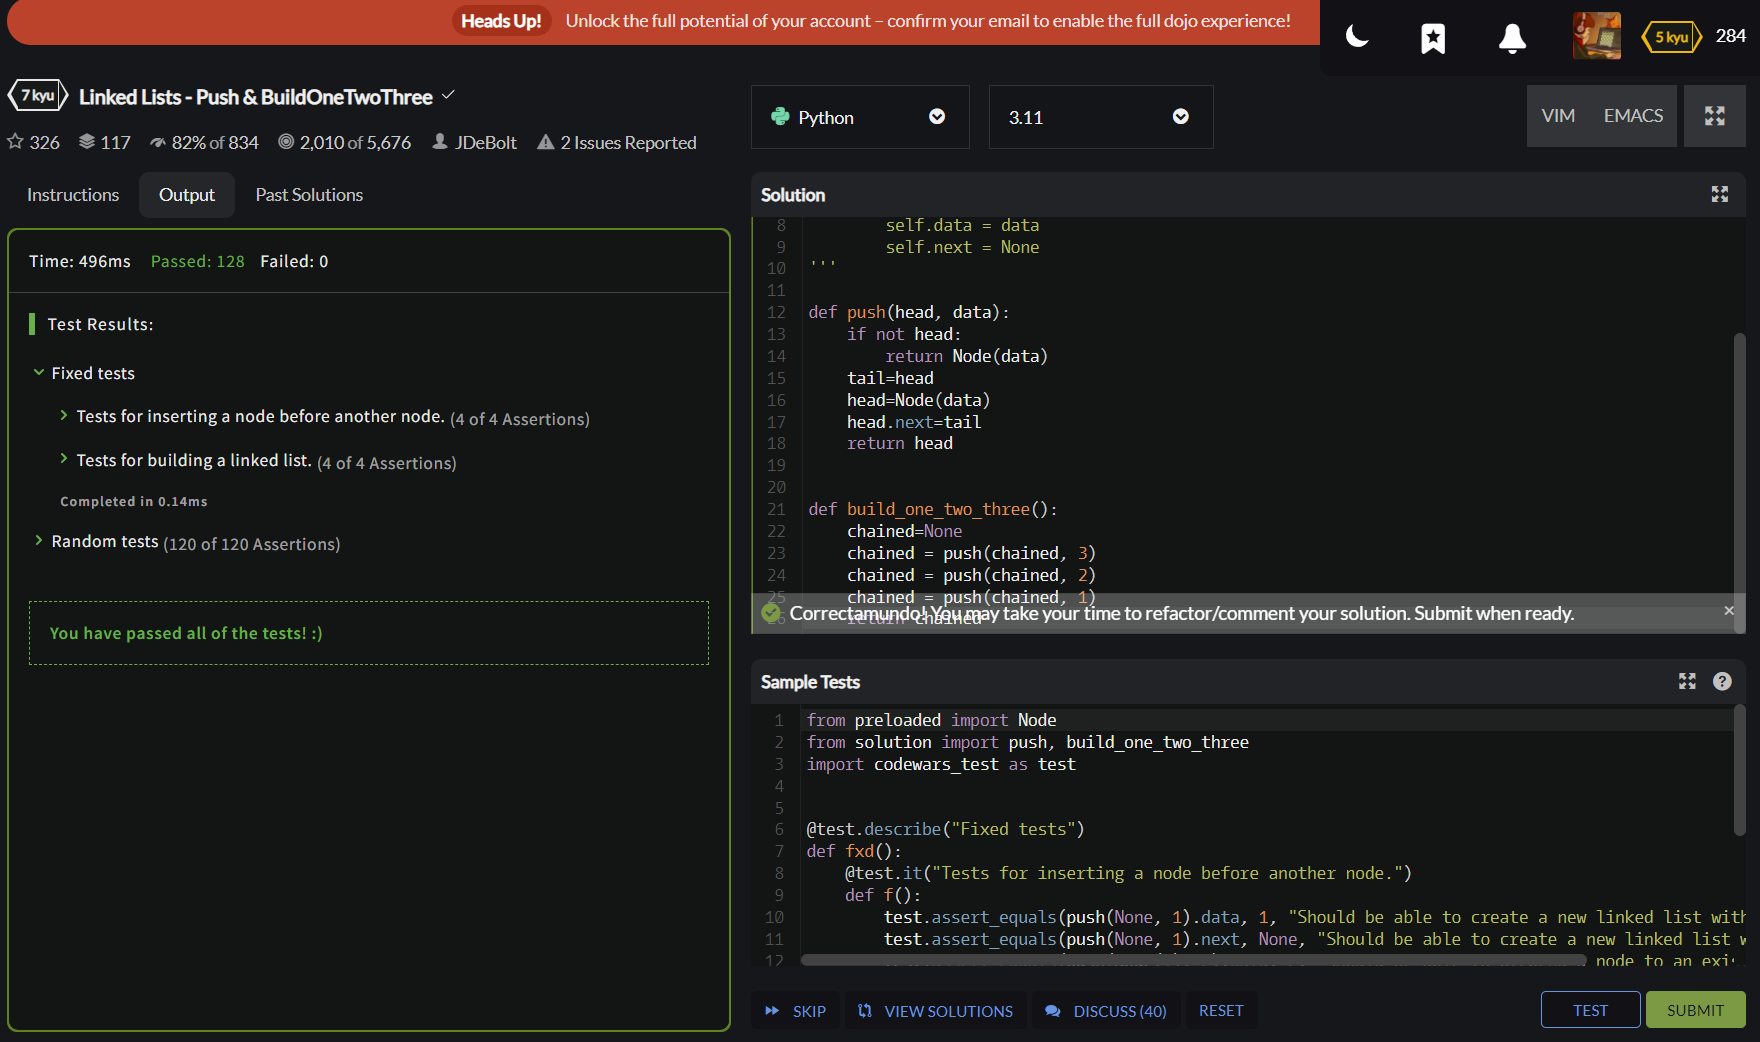 Heads Up! Unlock the full potential of your account – confirm your email to enable the full dojo experience!
5 kyu 284
7 kyu Linked Lists - Push & BuildOneTwoThree
326 117 82% of 834 2,010 of 5,676 JDeBolt 2 Issues Reported
Instructions Output Past Solutions
Time: 496ms Passed: 128 Failed: 0
Test Results:
Fixed tests
Tests for inserting a node before another node. (4 of 4 Assertions)
Tests for building a linked list. (4 of 4 Assertions)
Completed in 0.14ms
Random tests (120 of 120 Assertions)
You have passed all of the tests! :)
Python 3.11 VIM EMACS
Solution
8 self.data = data
9 self.next = None
10 '''
11
12 def push(head, data):
13 if not head:
14 return Node(data)
15 tail=head
16 head=Node(data)
17 head.next=tail
18 return head
19
20
21 def build_one_two_three():
22 chained=None
23 chained = push(chained, 3)
24 chained = push(chained, 2)
25 chained = push(chained, 1)
26 return chained
Correctamundo! You may take your time to refactor/comment your solution. Submit when ready.
Sample Tests
1 from preloaded import Node
2 from solution import push, build_one_two_three
3 import codewars_test as test
4
5
6 @test.describe("Fixed tests")
7 def fxd():
8 @test.it("Tests for inserting a node before another node.")
9 def f():
10 test.assert_equals(push(None, 1).data, 1, "Should be able to create a new linked list with
11 test.assert_equals(push(None, 1).next, None, "Should be able to create a new linked list w
12 node to an exi
SKIP VIEW SOLUTIONS DISCUSS (40) RESET TEST SUBMIT